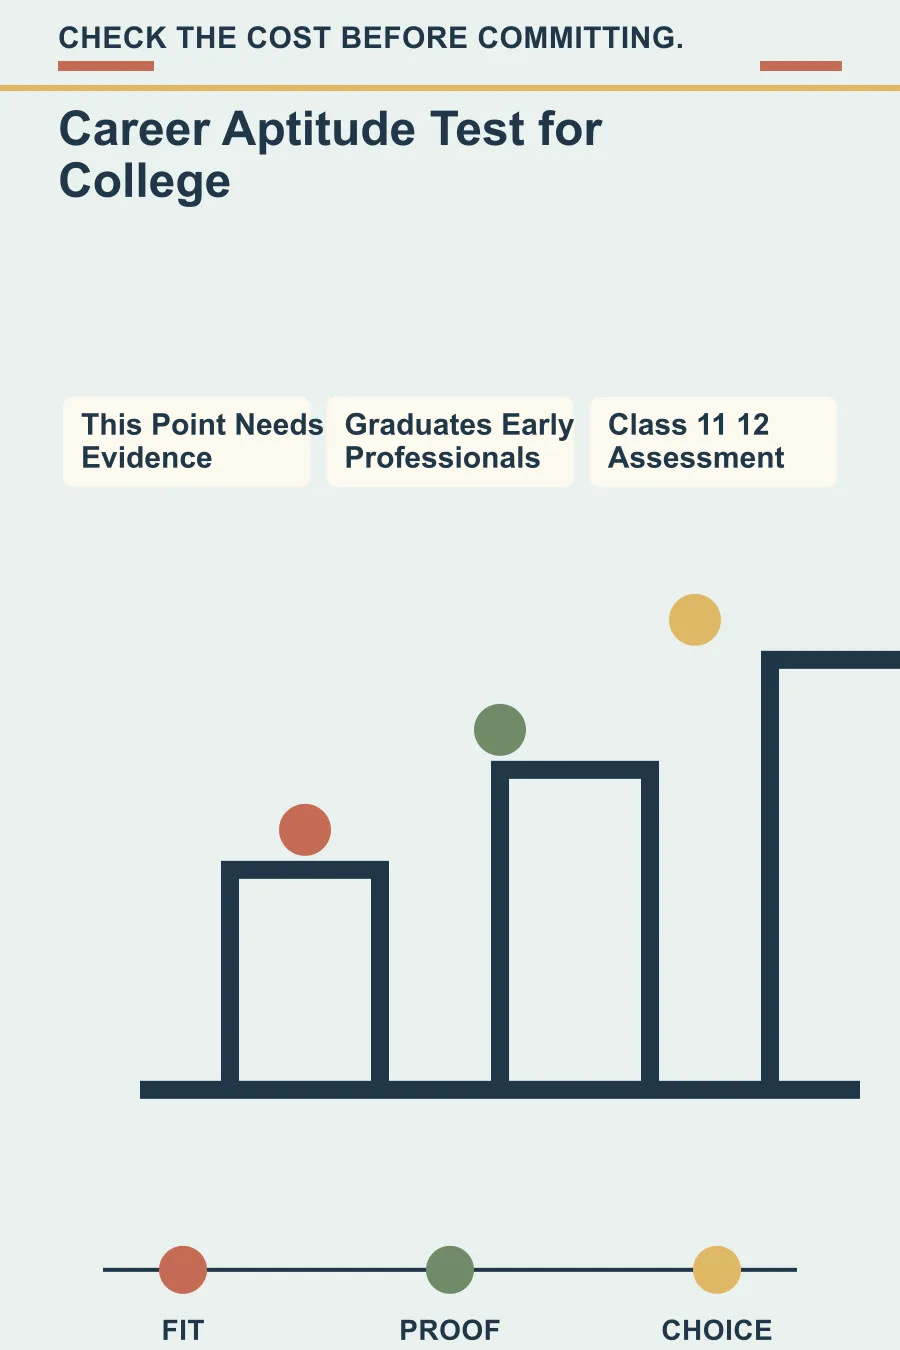 CHECK THE COST BEFORE COMMITTING.
Career Aptitude Test for
College
This Point Needs
Evidence
Graduates Early
Professionals
Class 11 12
Assessment
FIT
PROOF
CHOICE